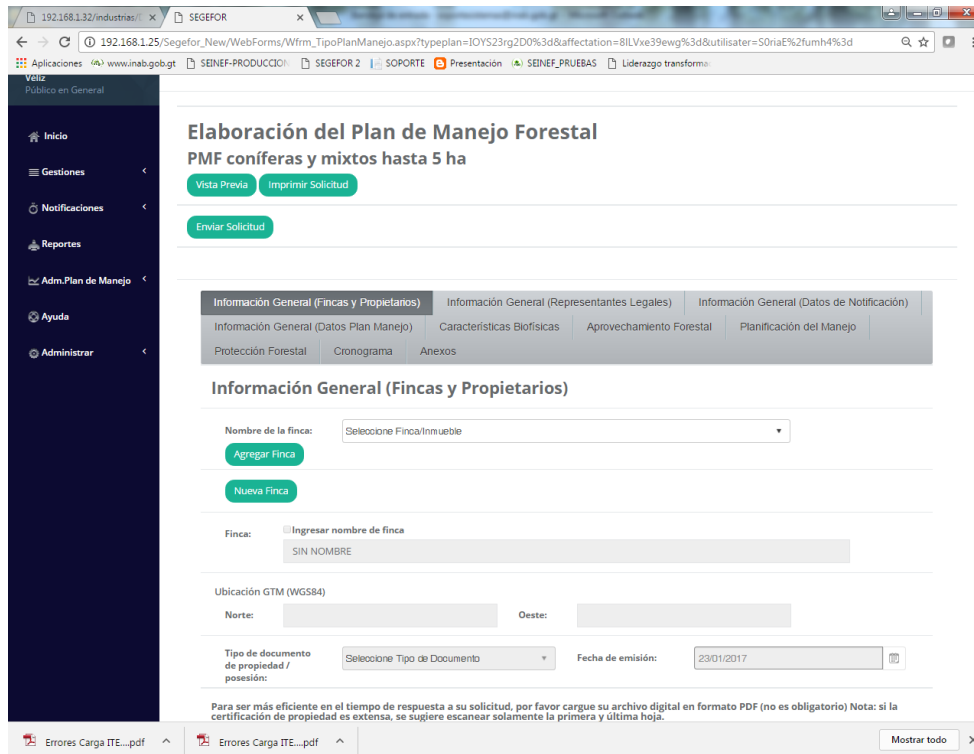 192.168.1.32/industrias/
SEGEFOR
192.168.1.25/Segefor_New/WebForms/Wfrm_TipoPlanManejo.aspx?typeplan=IOYS23rg2D0%3d&affectation=8ILVxe39ewg%3d&utilisater=S0riaE%2fumh4%3d
Aplicaciones www.inab.gob.gt SEINEF-PRODUCCION SEGEFOR 2 SOPORTE Presentación SEINEF_PRUEBAS Liderazgo transforma
Veliz
Público en General
Inicio
Gestiones
Notificaciones
Reportes
Adm.Plan de Manejo
Ayuda
Administrar
Elaboración del Plan de Manejo Forestal
PMF coníferas y mixtos hasta 5 ha
Vista Previa Imprimir Solicitud
Enviar Solicitud
Información General (Fincas y Propietarios) Información General (Representantes Legales) Información General (Datos de Notificación)
Información General (Datos Plan Manejo) Características Biofísicas Aprovechamiento Forestal Planificación del Manejo
Protección Forestal Cronograma Anexos
Información General (Fincas y Propietarios)
Nombre de la finca: Seleccione Finca/Inmueble
Agregar Finca
Nueva Finca
Finca: Ingresar nombre de finca
SIN NOMBRE
Ubicación GTM (WGS84)
Norte: Oeste:
Tipo de documento
de propiedad /
posesión:
Seleccione Tipo de Documento Fecha de emisión: 23/01/2017
Para ser más eficiente en el tiempo de respuesta a su solicitud, por favor cargue su archivo digital en formato PDF (no es obligatorio) Nota: si la
certificación de propiedad es extensa, se sugiere escanear solamente la primera y última hoja.
Errores Carga ITE....pdf Errores Carga ITE....pdf Mostrar todo